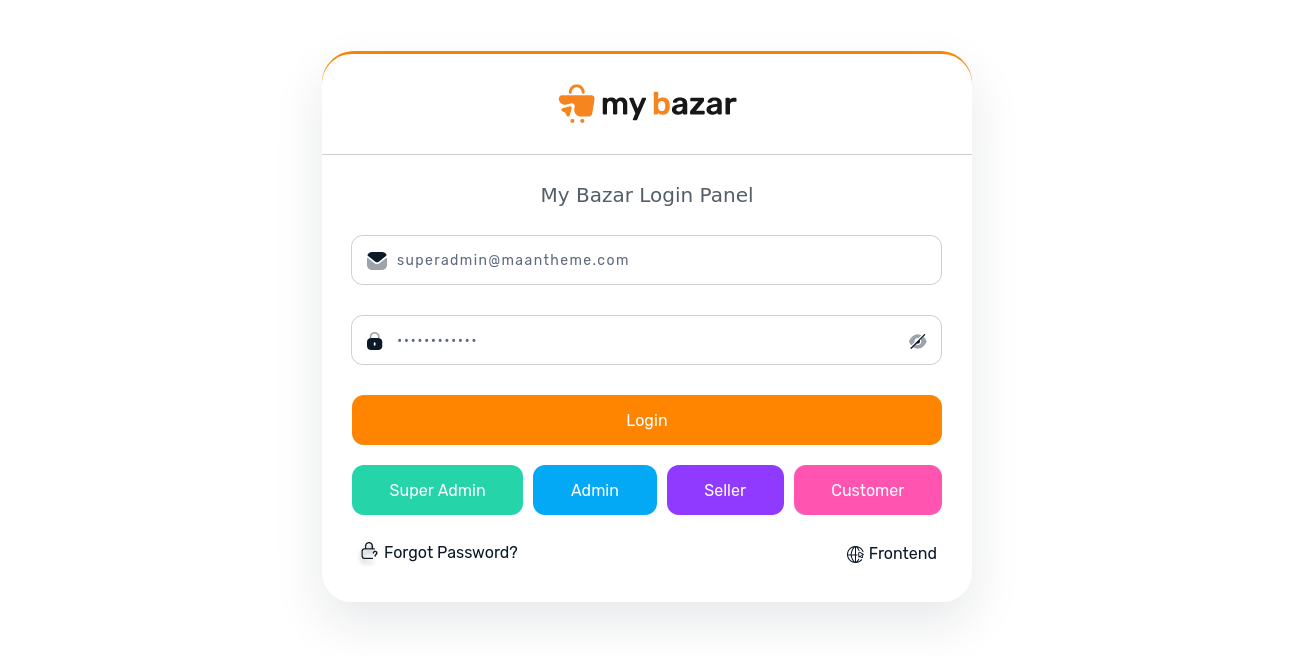 my bazar
My Bazar Login Panel
superadmin@maantheme.com
••••••••••••
Login
Super Admin Admin Seller Customer
Forgot Password? Frontend